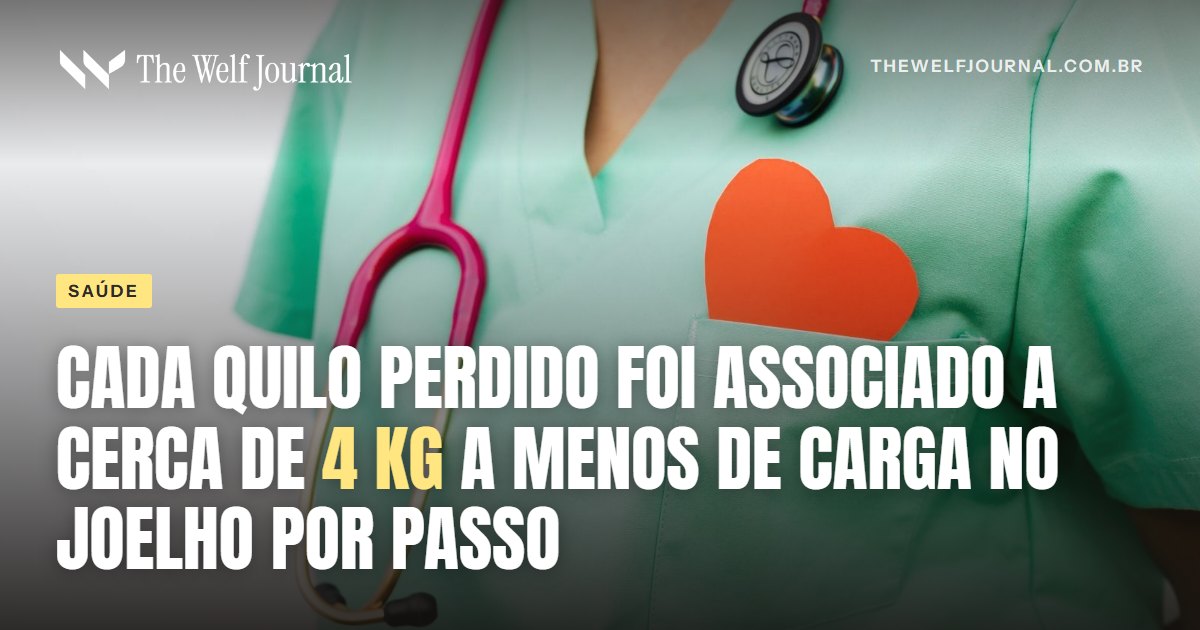 The Welf Journal
THEWELFJOURNAL.COM.BR
SAÚDE
CADA QUILO PERDIDO FOI ASSOCIADO A
CERCA DE 4 KG A MENOS DE CARGA NO
JOELHO POR PASSO